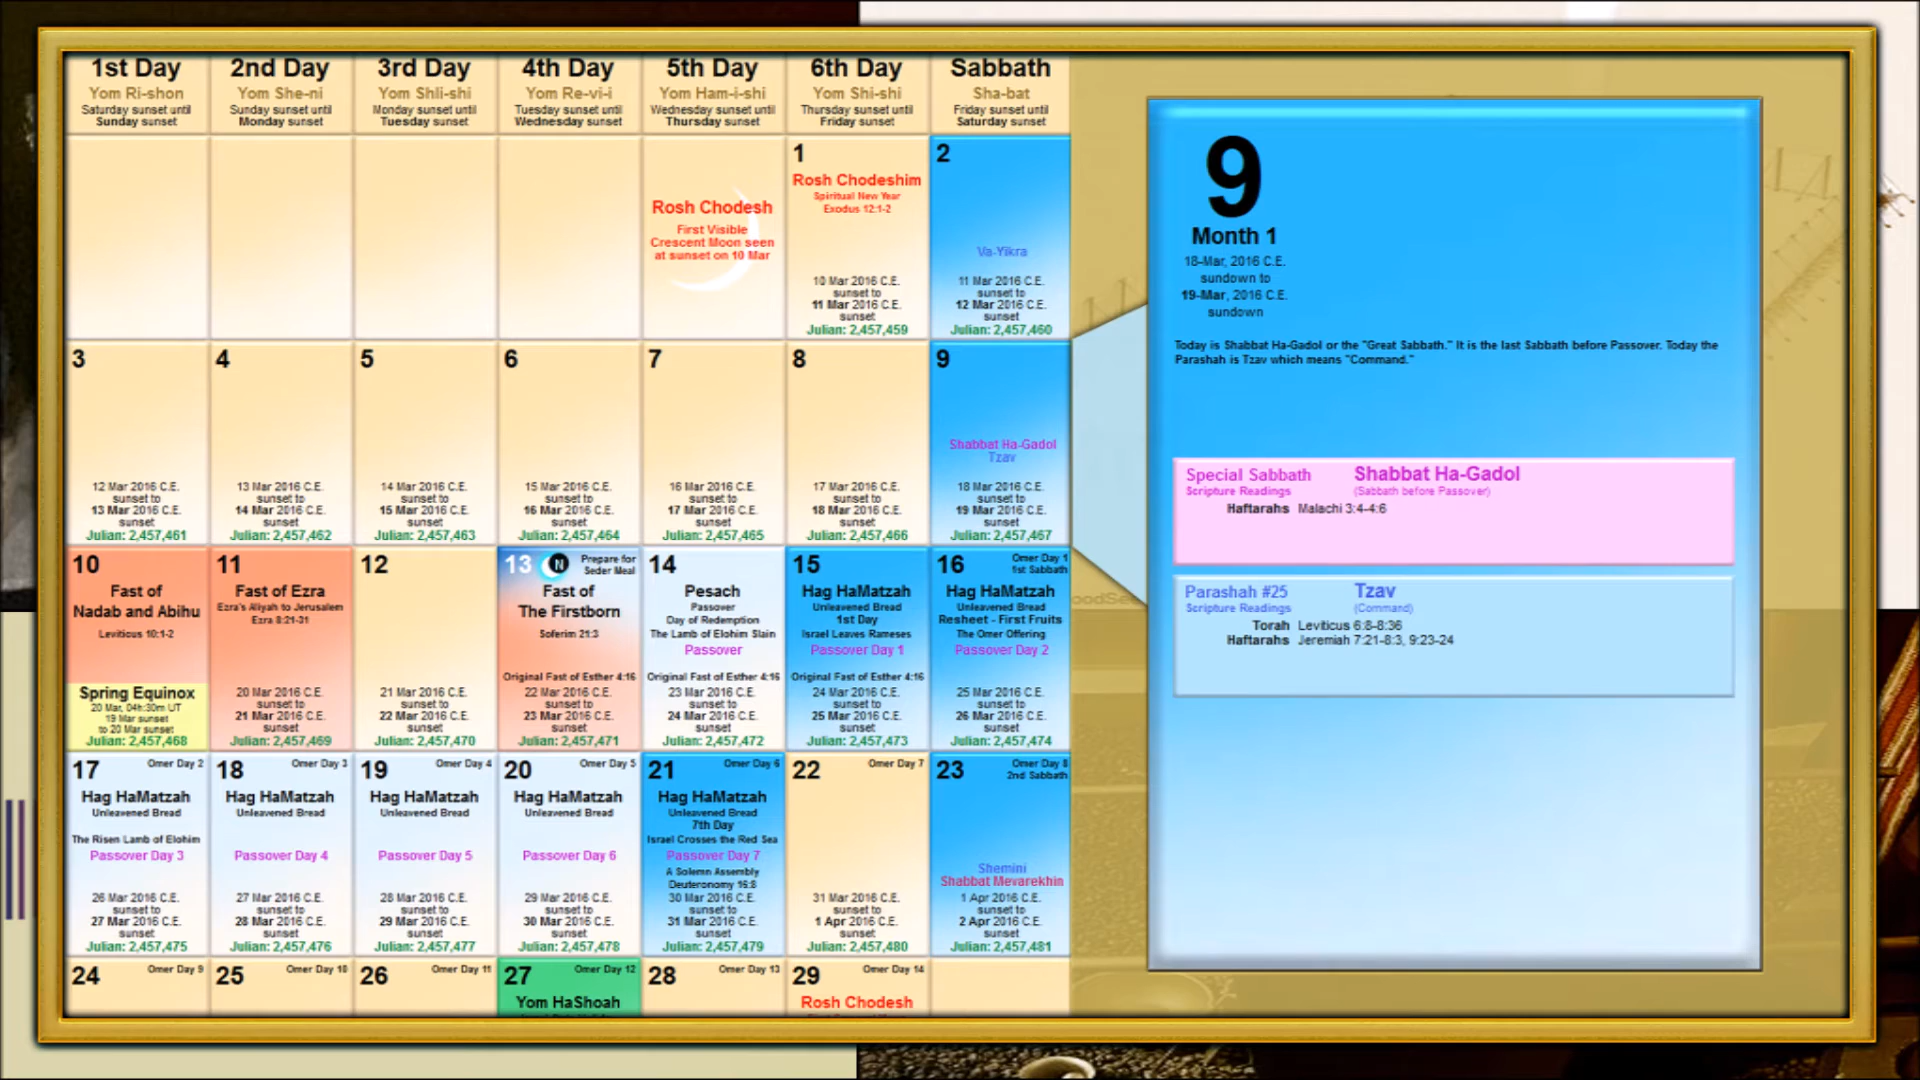 1st Day
Yom Ri-shon
Saturday sunset until
Sunday sunset
2nd Day
Yom She-ni
Sunday sunset until
Monday sunset
3rd Day
Yom Shli-shi
Monday sunset until
Tuesday sunset
4th Day
Yom Re-vi-i
Tuesday sunset until
Wednesday sunset
5th Day
Yom Ham-i-shi
Wednesday sunset until
Thursday sunset
6th Day
Yom Shi-shi
Thursday sunset until
Friday sunset
Sabbath
Sha-bat
Friday sunset until
Saturday sunset
Rosh Chodesh
First Visible
Crescent Moon seen
at sunset on 10 Mar
1
Rosh Chodeshim
Spiritual New Year
Exodus 12:1-2
10 Mar 2016 C.E.
sunset to
11 Mar 2016 C.E.
sunset
Julian: 2,457,459
2
Va-Yikra
11 Mar 2016 C.E.
sunset to
12 Mar 2016 C.E.
sunset
Julian: 2,457,460
3
12 Mar 2016 C.E.
sunset to
13 Mar 2016 C.E.
sunset
Julian: 2,457,461
4
13 Mar 2016 C.E.
sunset to
14 Mar 2016 C.E.
sunset
Julian: 2,457,462
5
14 Mar 2016 C.E.
sunset to
15 Mar 2016 C.E.
sunset
Julian: 2,457,463
6
15 Mar 2016 C.E.
sunset to
16 Mar 2016 C.E.
sunset
Julian: 2,457,464
7
16 Mar 2016 C.E.
sunset to
17 Mar 2016 C.E.
sunset
Julian: 2,457,465
8
17 Mar 2016 C.E.
sunset to
18 Mar 2016 C.E.
sunset
Julian: 2,457,466
9
Shabbat Ha-Gadol
Tzav
18 Mar 2016 C.E.
sunset to
19 Mar 2016 C.E.
sunset
Julian: 2,457,467
10
Fast of
Nadab and Abihu
Leviticus 10:1-2
Spring Equinox
20 Mar, 04h:30m UT
19 Mar sunset
to 20 Mar sunset
Julian: 2,457,468
11
Fast of Ezra
Ezra's Aliyah to Jerusalem
Ezra 8:21-31
20 Mar 2016 C.E.
sunset to
21 Mar 2016 C.E.
sunset
Julian: 2,457,469
12
21 Mar 2016 C.E.
sunset to
22 Mar 2016 C.E.
sunset
Julian: 2,457,470
13 N Prepare for
Seder Meal
Fast of
The Firstborn
Soferim 21:3
Original Fast of Esther 4:16
22 Mar 2016 C.E.
sunset to
23 Mar 2016 C.E.
sunset
Julian: 2,457,471
14
Pesach
Passover
Day of Redemption
The Lamb of Elohim Slain
Passover
Original Fast of Esther 4:16
23 Mar 2016 C.E.
sunset to
24 Mar 2016 C.E.
sunset
Julian: 2,457,472
15
Hag HaMatzah
Unleavened Bread
1st Day
Israel Leaves Rameses
Passover Day 1
Original Fast of Esther 4:16
24 Mar 2016 C.E.
sunset to
25 Mar 2016 C.E.
sunset
Julian: 2,457,473
16 Omer Day 1
1st Sabbath
Hag HaMatzah
Unleavened Bread
Resheet - First Fruits
The Omer Offering
Passover Day 2
25 Mar 2016 C.E.
sunset to
26 Mar 2016 C.E.
sunset
Julian: 2,457,474
17 Omer Day 2
Hag HaMatzah
Unleavened Bread
The Risen Lamb of Elohim
Passover Day 3
26 Mar 2016 C.E.
sunset to
27 Mar 2016 C.E.
sunset
Julian: 2,457,475
18 Omer Day 3
Hag HaMatzah
Unleavened Bread
Passover Day 4
27 Mar 2016 C.E.
sunset to
28 Mar 2016 C.E.
sunset
Julian: 2,457,476
19 Omer Day 4
Hag HaMatzah
Unleavened Bread
Passover Day 5
28 Mar 2016 C.E.
sunset to
29 Mar 2016 C.E.
sunset
Julian: 2,457,477
20 Omer Day 5
Hag HaMatzah
Unleavened Bread
Passover Day 6
29 Mar 2016 C.E.
sunset to
30 Mar 2016 C.E.
sunset
Julian: 2,457,478
21 Omer Day 6
Hag HaMatzah
Unleavened Bread
7th Day
Israel Crosses the Red Sea
Passover Day 7
A Solemn Assembly
Deuteronomy 16:8
30 Mar 2016 C.E.
sunset to
31 Mar 2016 C.E.
sunset
Julian: 2,457,479
22 Omer Day 7
31 Mar 2016 C.E.
sunset to
1 Apr 2016 C.E.
sunset
Julian: 2,457,480
23 Omer Day 8
2nd Sabbath
Shemini
Shabbat Mevarekhin
1 Apr 2016 C.E.
sunset to
2 Apr 2016 C.E.
sunset
Julian: 2,457,481
24 Omer Day 9
25 Omer Day 10
26 Omer Day 11
27 Omer Day 12
Yom HaShoah
28 Omer Day 13
29 Omer Day 14
Rosh Chodesh
9
Month 1
18-Mar, 2016 C.E.
sundown to
19-Mar, 2016 C.E.
sundown
Today is Shabbat Ha-Gadol or the "Great Sabbath." It is the last Sabbath before Passover. Today the
Parashah is Tzav which means "Command."
Special Sabbath Shabbat Ha-Gadol
Scripture Readings (Sabbath before Passover)
Haftarahs Malachi 3:4-4:6
Parashah #25 Tzav
Scripture Readings (Command)
Torah Leviticus 6:8-8:36
Haftarahs Jeremiah 7:21-8:3, 9:23-24